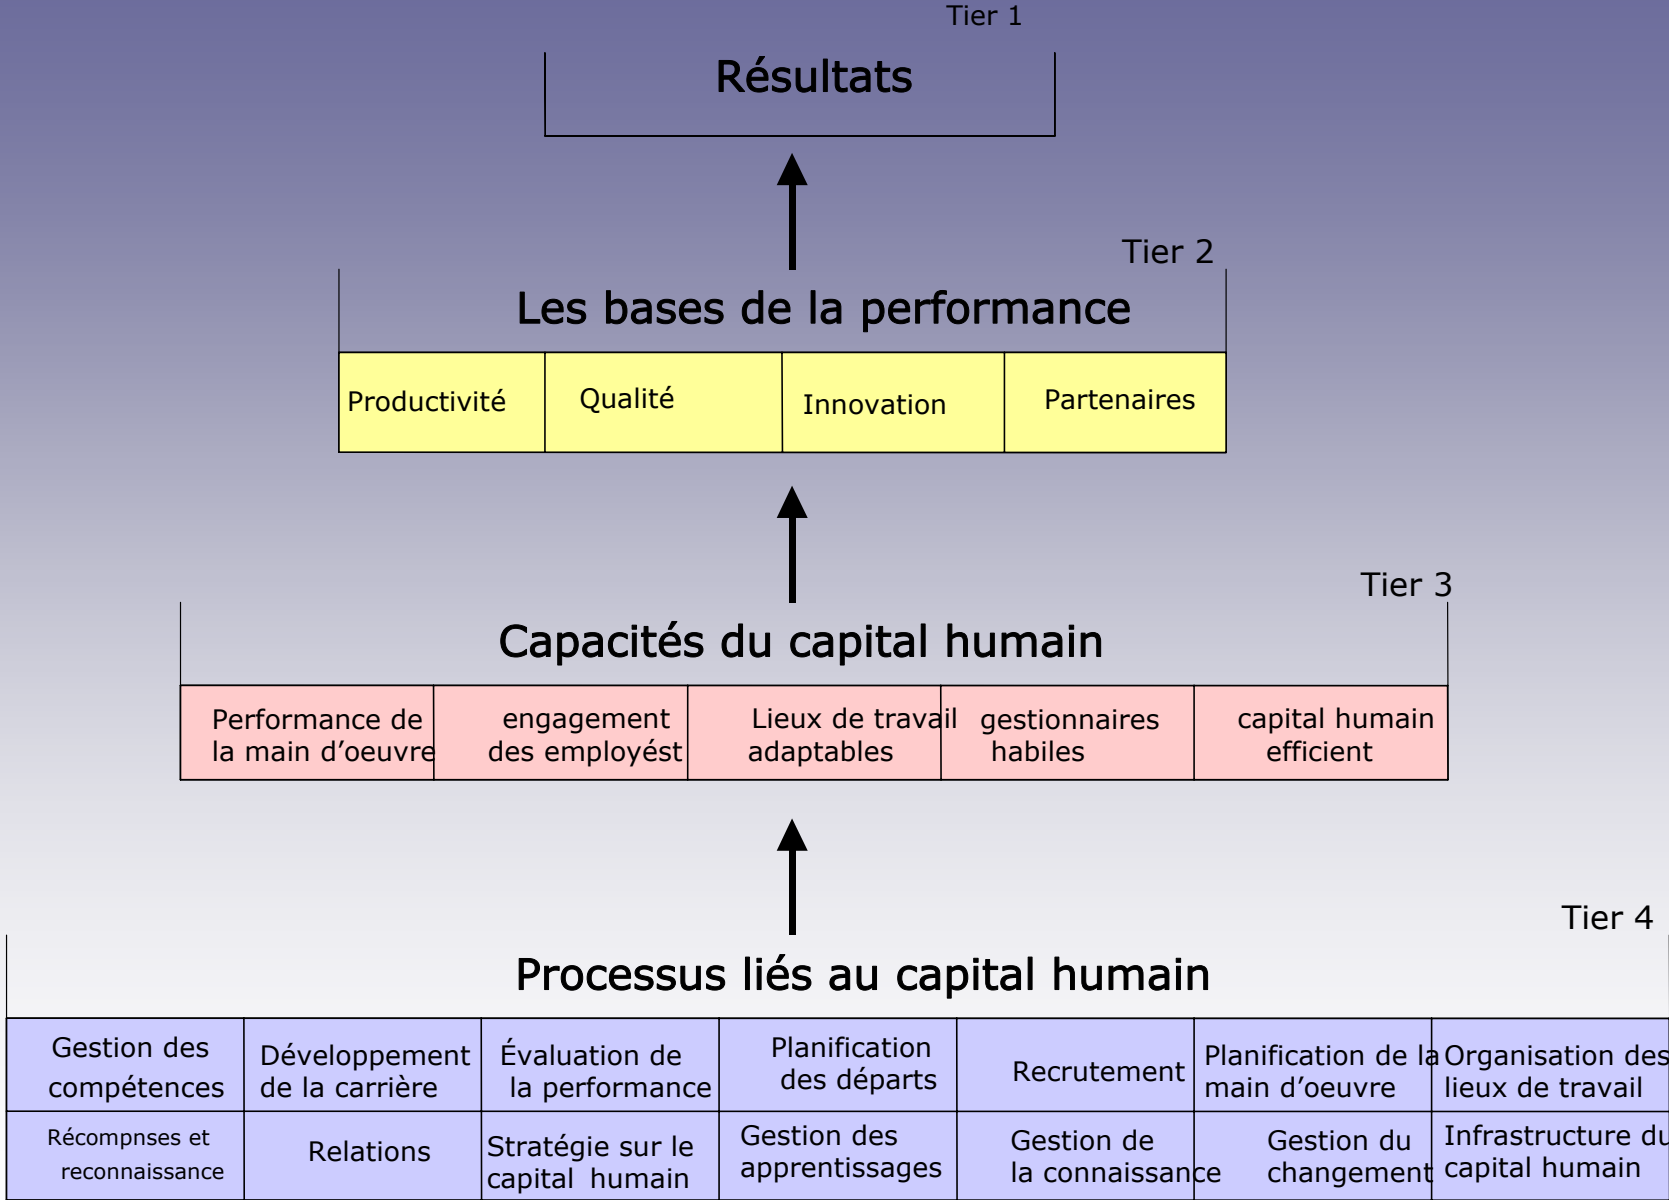 Tier 1
Résultats
Tier 2
Les bases de la performance
Productivité
Qualité
Innovation
Partenaires
Tier 3
Capacités du capital humain
Performance de
la main d’oeuvre
engagement
des employést
Lieux de travail
adaptables
gestionnaires
habiles
capital humain
efficient
Tier 4
Processus liés au capital humain
Gestion des
compétences
Développement
de la carrière
Évaluation de
la performance
Planification
des départs
Recrutement
Planification de la
main d’oeuvre
Organisation des
lieux de travail
Récompnses et
reconnaissance
Relations
Stratégie sur le
capital humain
Gestion des
apprentissages
Gestion de
la connaissance
Gestion du
changement
Infrastructure du
capital humain